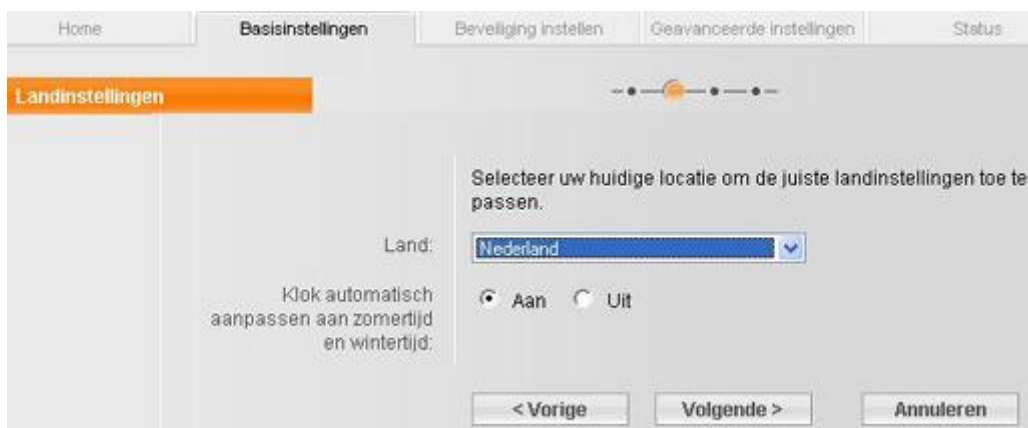 Home Basisinstellingen Beveiliging instellen Geavanceerde instellingen Status
Landinstellingen
Selecteer uw huidige locatie om de juiste landinstellingen toe te
passen.
Land: Nederland
Klok automatisch
aanpassen aan zomertijd
en wintertijd:
Aan Uit
< Vorige Volgende > Annuleren